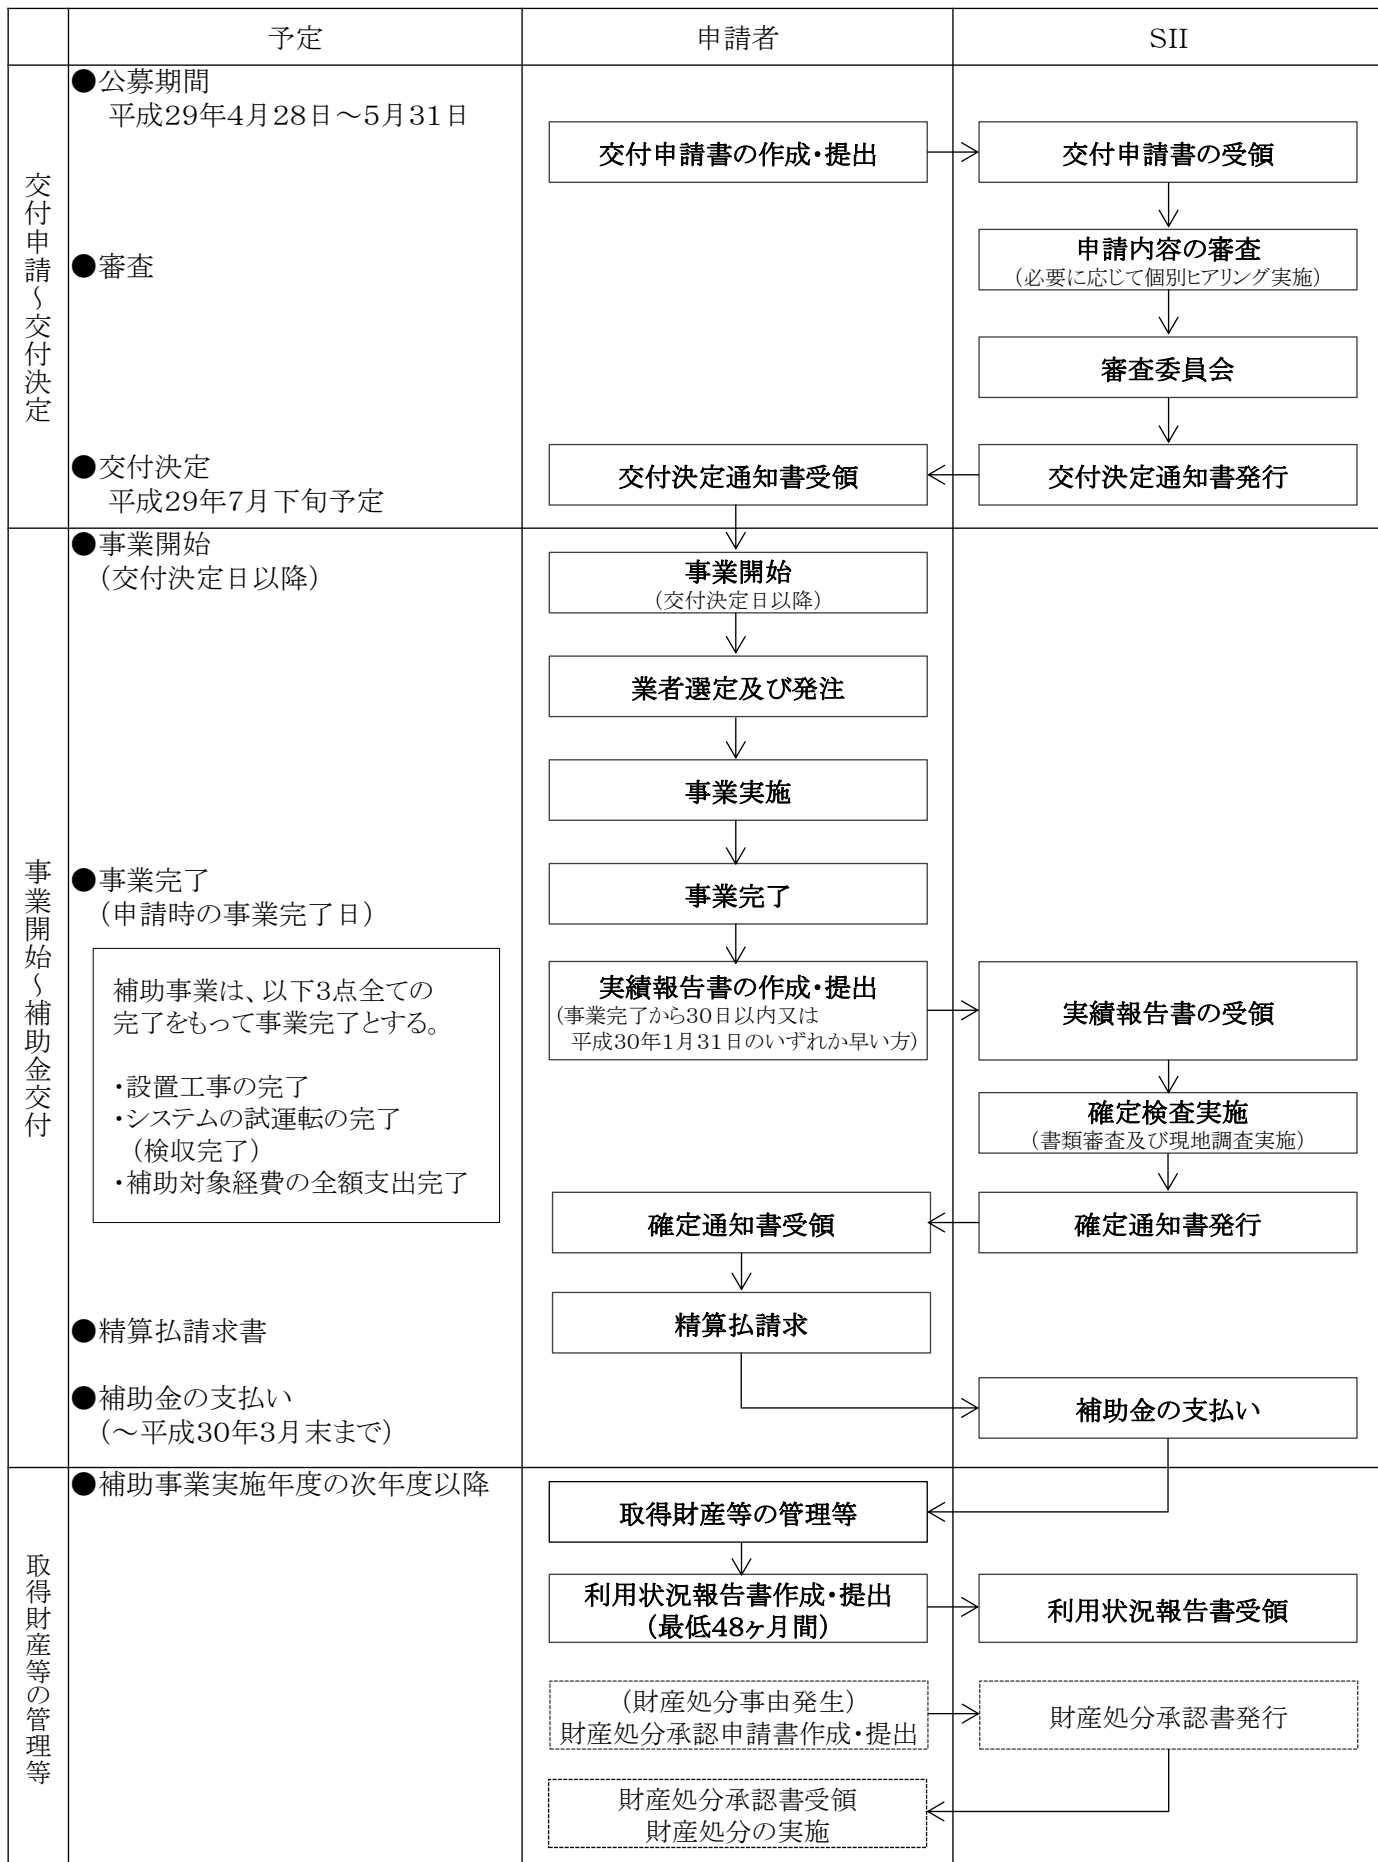 予定
申請者
SII
交付申請～交付決定
●公募期間
平成29年4月28日～5月31日
交付申請書の作成・提出
交付申請書の受領
●審査
申請内容の審査
（必要に応じて個別ヒアリング実施）
審査委員会
●交付決定
平成29年7月下旬予定
交付決定通知書受領
交付決定通知書発行
事業開始～補助金交付
●事業開始
（交付決定日以降）
事業開始
（交付決定日以降）
業者選定及び発注
事業実施
●事業完了
（申請時の事業完了日）
事業完了
補助事業は、以下3点全ての
完了をもって事業完了とする。
・設置工事の完了
・システムの試運転の完了
（検収完了）
・補助対象経費の全額支出完了
実績報告書の作成・提出
（事業完了から30日以内又は
平成30年1月31日のいずれか早い方）
実績報告書の受領
確定検査実施
（書類審査及び現地調査実施）
確定通知書受領
確定通知書発行
●精算払請求書
精算払請求
●補助金の支払い
（～平成30年3月末まで）
補助金の支払い
取得財産等の管理等
●補助事業実施年度の次年度以降
取得財産等の管理等
利用状況報告書作成・提出
（最低48ヶ月間）
利用状況報告書受領
（財産処分事由発生）
財産処分承認申請書作成・提出
財産処分承認書発行
財産処分承認書受領
財産処分の実施